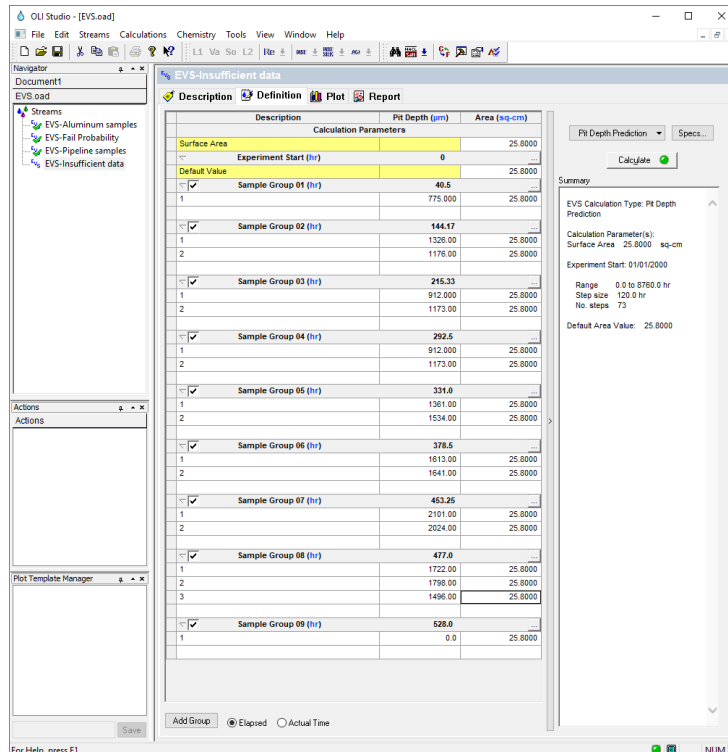 OLI Studio - [EVS.oad]
File Edit Streams Calculations Chemistry Tools View Window Help
L1 Va So L2
Navigator
Document1
EVS.oad
Streams
EVS-Aluminum samples
EVS-Fail Probability
EVS-Pipeline samples
EVS-Insufficient data
Actions
Actions
Plot Template Manager
Save
EVS-Insufficient data
Description Definition Plot Report
Description Pit Depth (µm) Area (sq-cm)
Calculation Parameters
Surface Area 25.8000
Experiment Start (hr) 0 ...
Default Value 25.8000
Sample Group 01 (hr) 40.5 ...
1 775.000 25.8000
Sample Group 02 (hr) 144.17 ...
1 1326.00 25.8000
2 1176.00 25.8000
Sample Group 03 (hr) 215.33 ...
1 912.000 25.8000
2 1173.00 25.8000
Sample Group 04 (hr) 292.5 ...
1 912.000 25.8000
2 1173.00 25.8000
Sample Group 05 (hr) 331.0 ...
1 1361.00 25.8000
2 1534.00 25.8000
Sample Group 06 (hr) 378.5 ...
1 1613.00 25.8000
2 1641.00 25.8000
Sample Group 07 (hr) 453.25 ...
1 2101.00 25.8000
2 2024.00 25.8000
Sample Group 08 (hr) 477.0 ...
1 1722.00 25.8000
2 1798.00 25.8000
3 1496.00 25.8000
Sample Group 09 (hr) 528.0 ...
1 0.0 25.8000
Add Group Elapsed Actual Time
Pit Depth Prediction Specs...
Calculate
Summary
EVS Calculation Type: Pit Depth
Prediction
Calculation Parameter(s):
Surface Area 25.8000 sq-cm
Experiment Start: 01/01/2000
Range 0.0 to 8760.0 hr
Step size 120.0 hr
No. steps 73
Default Area Value: 25.8000
For Help, press F1
NUM